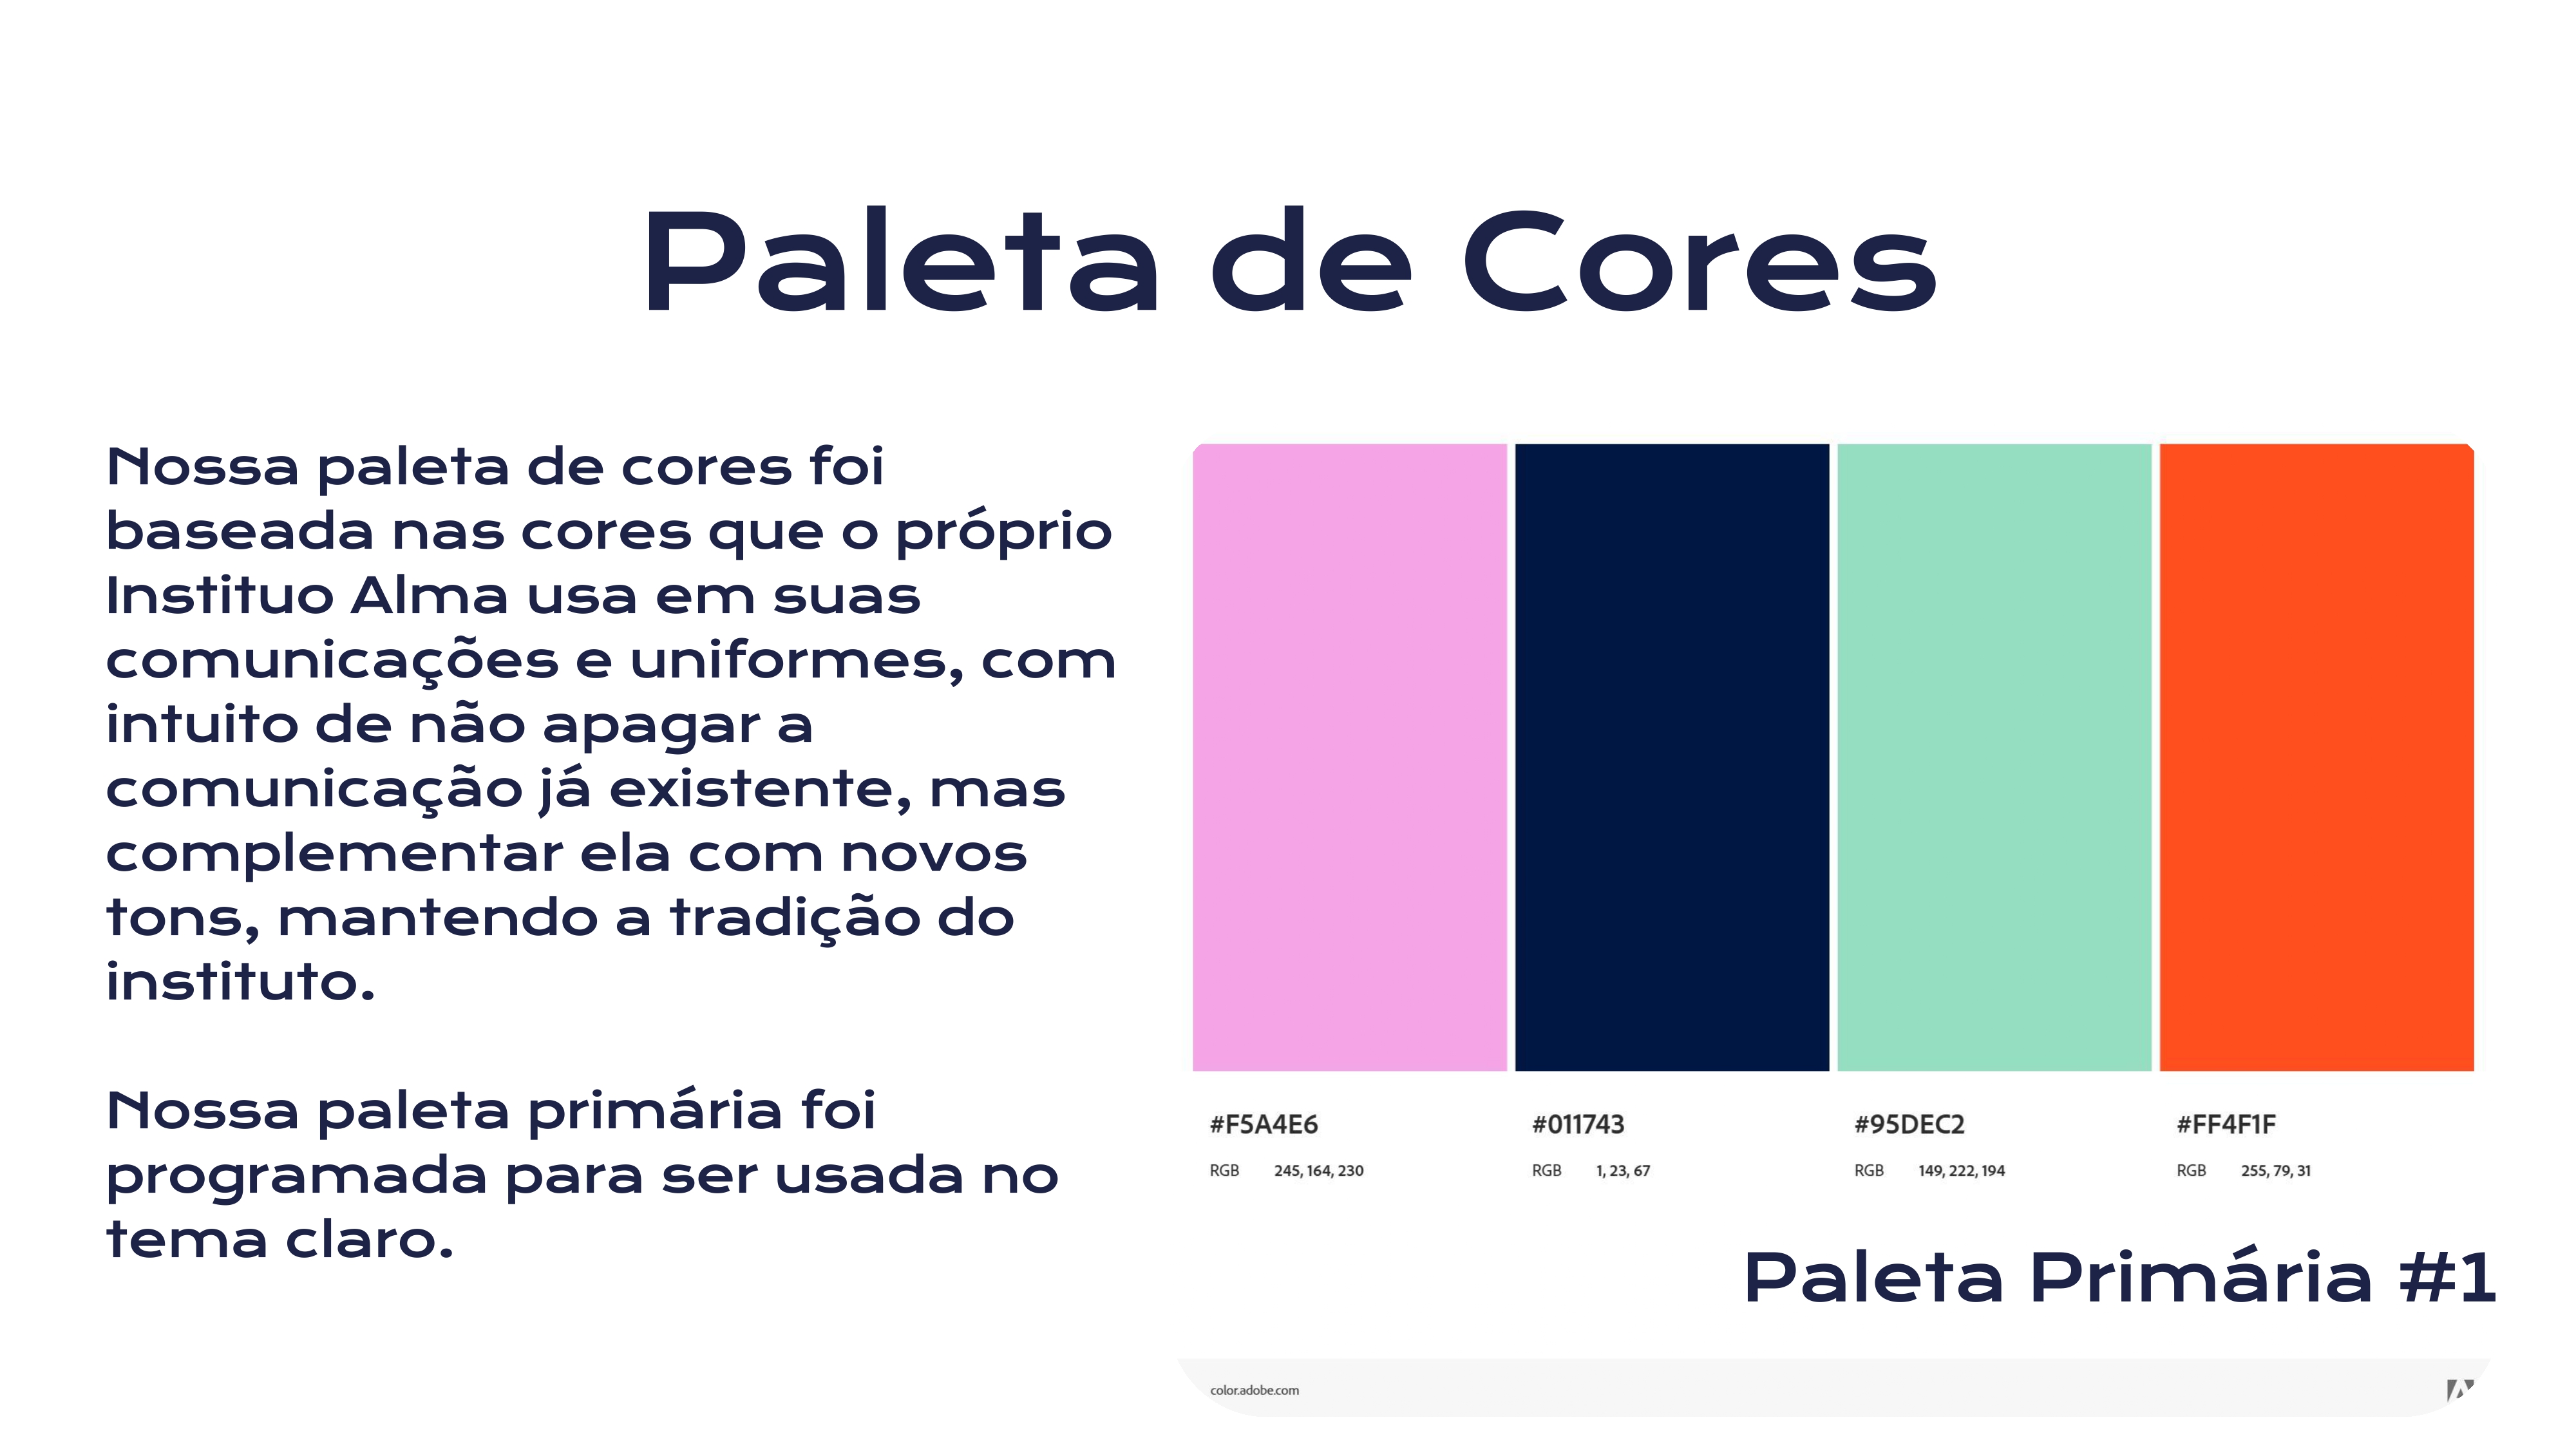 Paleta de Cores
Nossa paleta de cores foi
baseada nas cores que o próprio
Instituo Alma usa em suas
comunicações e uniformes, com
intuito de não apagar a
comunicação já existente, mas
complementar ela com novos
tons, mantendo a tradição do
instituto.
Nossa paleta primária foi
programada para ser usada no
tema claro.
#F5A4E6
RGB 245, 164, 230
#011743
RGB 1, 23, 67
#95DEC2
RGB 149, 222, 194
#FF4F1F
RGB 255, 79, 31
Paleta Primária #1
color.adobe.com